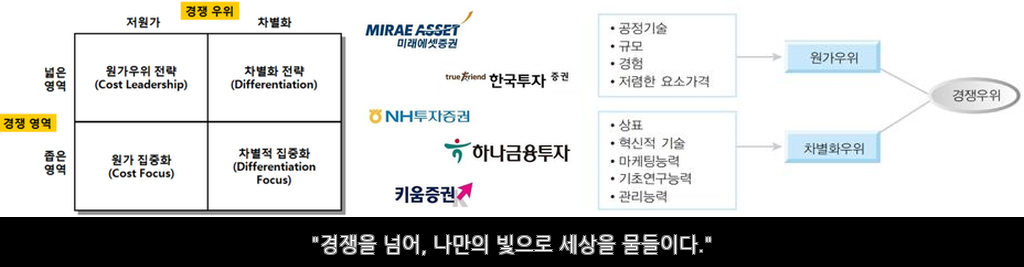 경쟁 우위
저원가
차별화
넓은
영역
원가우위 전략
(Cost Leadership)
차별화 전략
(Differentiation)
경쟁 영역
좁은
영역
원가 집중화
(Cost Focus)
차별적 집중화
(Differentiation
Focus)
MIRAE ASSET
미래에셋증권
true friend 한국투자 증권
NH투자증권
하나금융투자
키움증권
• 공정기술
• 규모
• 경험
• 저렴한 요소가격
원가우위
• 상표
• 혁신적 기술
• 마케팅능력
• 기초연구능력
• 관리능력
차별화우위
경쟁우위
"경쟁을 넘어, 나만의 빛으로 세상을 물들이다."